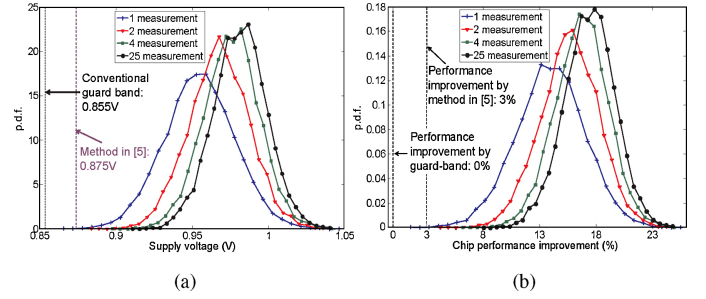 25
20
15
10
5
0
p.d.f.
1 measurement
2 measurement
4 measurement
25 measurement
Conventional
guard band:
0.855V
Method in [5]:
0.875V
0.85
0.9
0.95
1
1.05
Supply voltage (V)
(a)
0.18
0.16
0.14
0.12
0.1
0.08
0.06
0.04
0.02
0
p.d.f.
1 measurement
2 measurement
4 measurement
25 measurement
Performance
improvement by
method in [5]: 3%
Performance
improvement by
guard-band: 0%
0
3
8
13
18
23
Chip performance improvement (%)
(b)